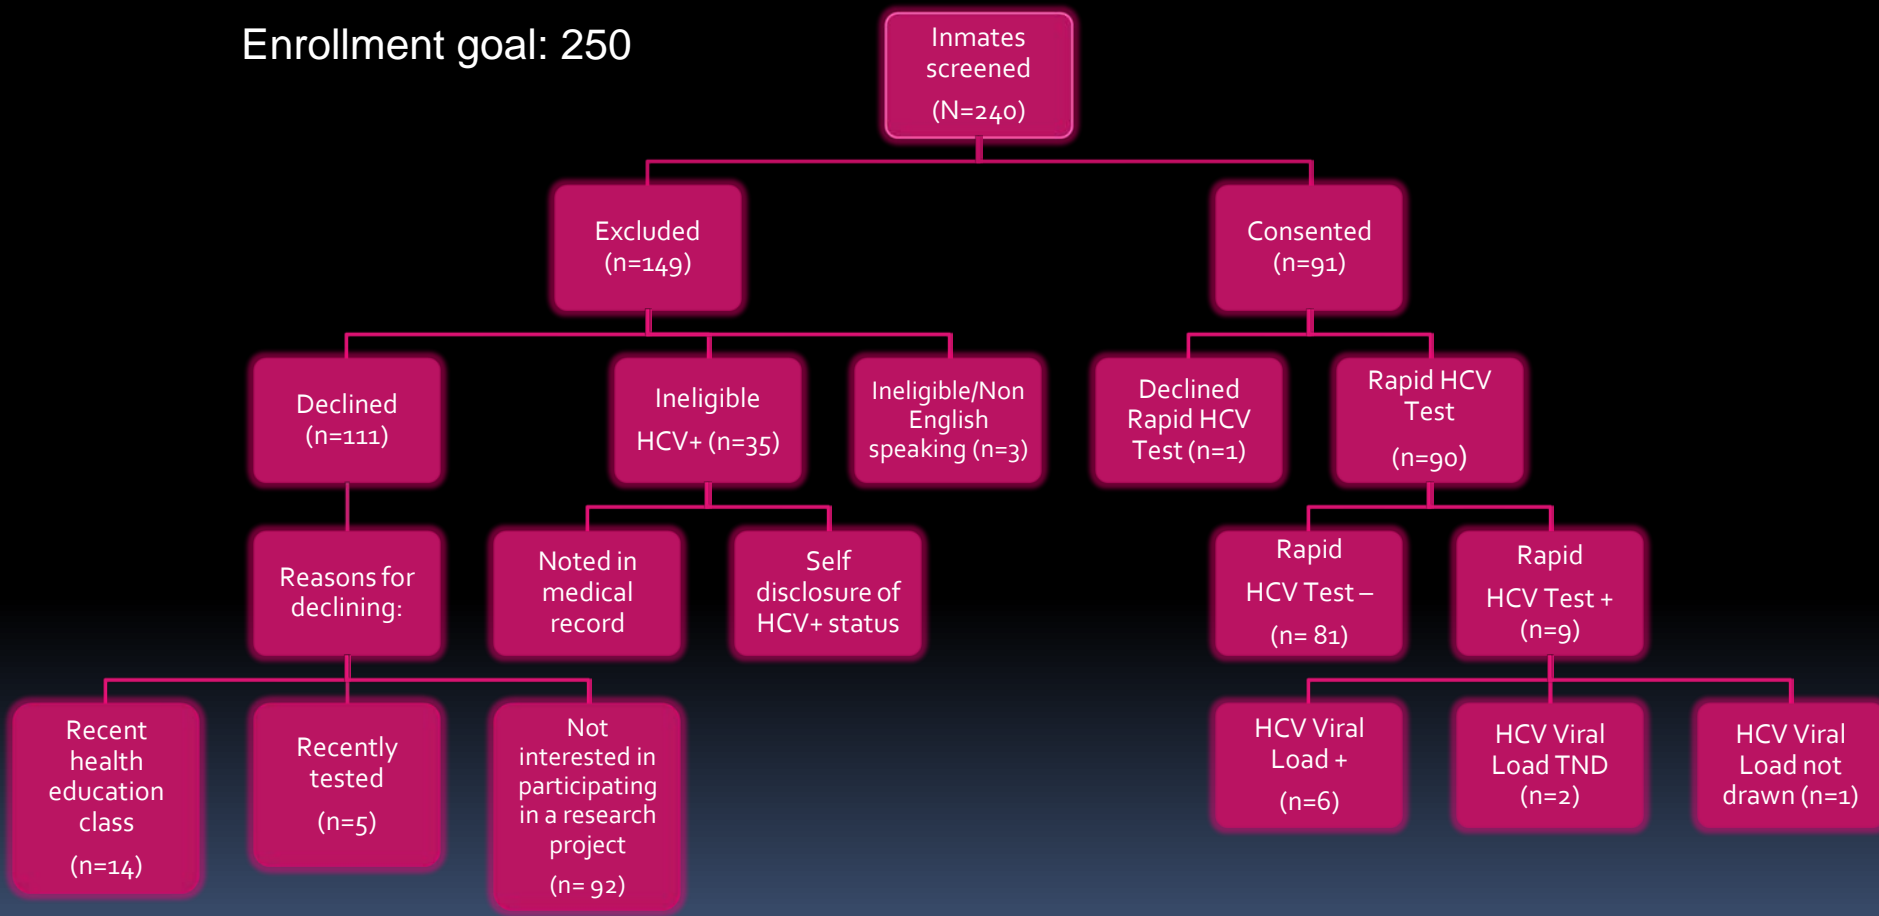 Enrollment goal: 250
Inmates
screened
(N=240)
Excluded
(n=149)
Consented
(n=91)
Declined
(n=111)
Ineligible
HCV+ (n=35)
Ineligible/Non
English
speaking (n=3)
Declined
Rapid HCV
Test (n=1)
Rapid HCV
Test
(n=90)
Reasons for
declining:
Noted in
medical
record
Self
disclosure of
HCV+ status
Rapid
HCV Test –
(n= 81)
Rapid
HCV Test +
(n=9)
Recent
health
education
class
(n=14)
Recently
tested
(n=5)
Not
interested in
participating
in a research
project
(n= 92)
HCV Viral
Load +
(n=6)
HCV Viral
Load TND
(n=2)
HCV Viral
Load not
drawn (n=1)